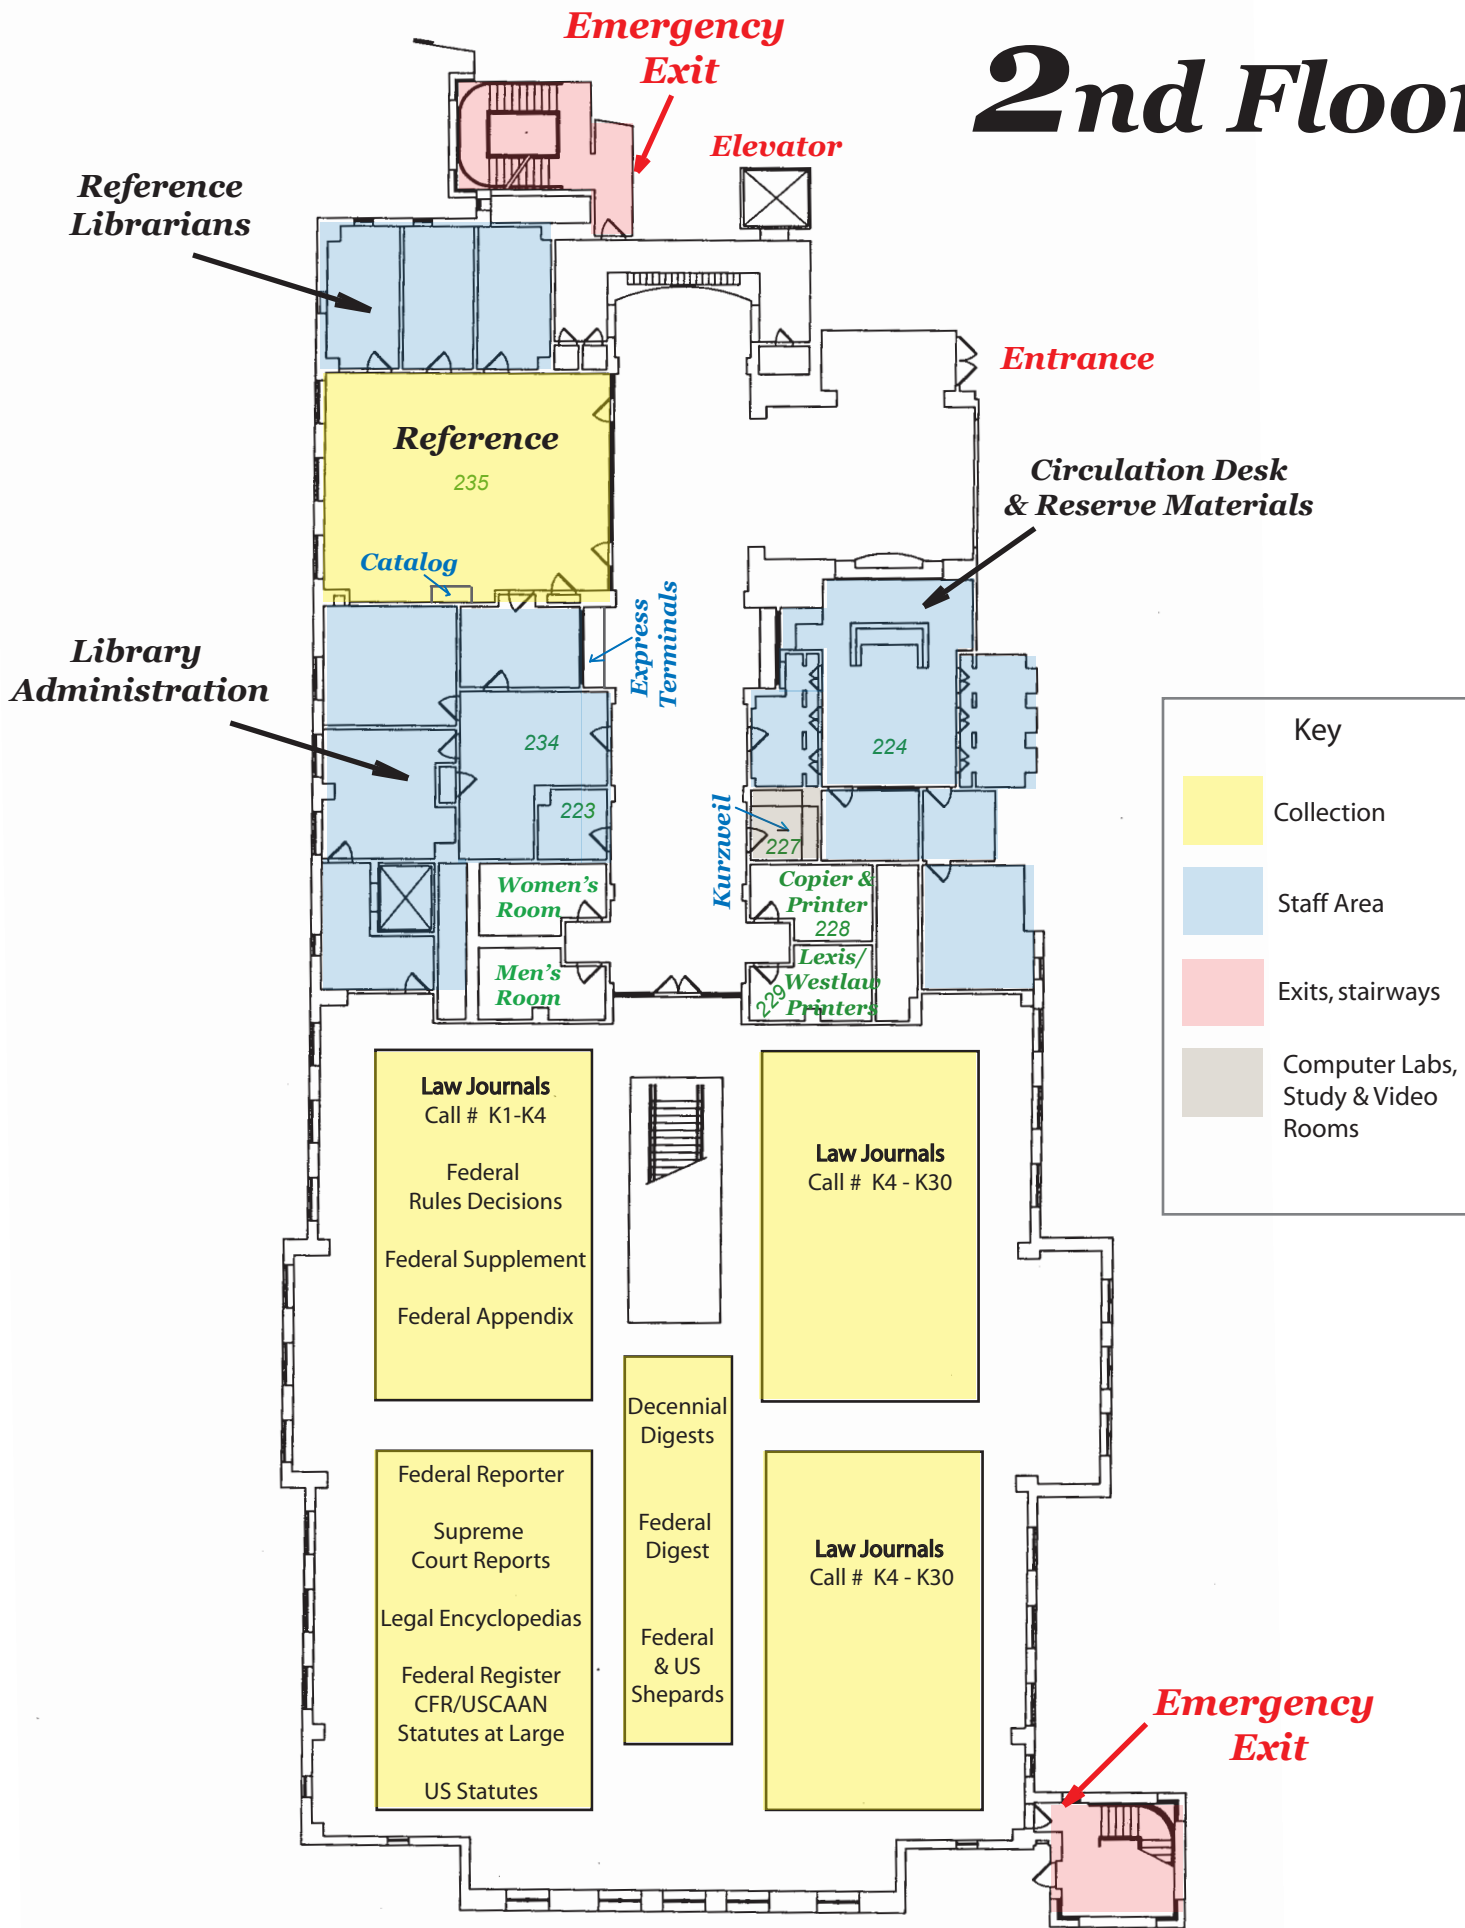 2nd Floor
Emergency
Exit
Elevator
Reference
Librarians
Entrance
Reference
235
Circulation Desk
& Reserve Materials
Catalog
Express
Terminals
Library
Administration
234
224
223
Kurzweil
227
Women's
Room
Copier &
Printer
228
Men's
Room
Lexis/
Westlaw
Printers
229
Key
Collection
Staff Area
Exits, stairways
Computer Labs,
Study & Video
Rooms
Law Journals
Call # K1-K4
Federal
Rules Decisions
Federal Supplement
Federal Appendix
Law Journals
Call # K4 - K30
Decennial
Digests
Federal
Digest
Federal
& US
Shepards
Federal Reporter
Supreme
Court Reports
Legal Encyclopedias
Federal Register
CFR/USCAAN
Statutes at Large
US Statutes
Law Journals
Call # K4 - K30
Emergency
Exit